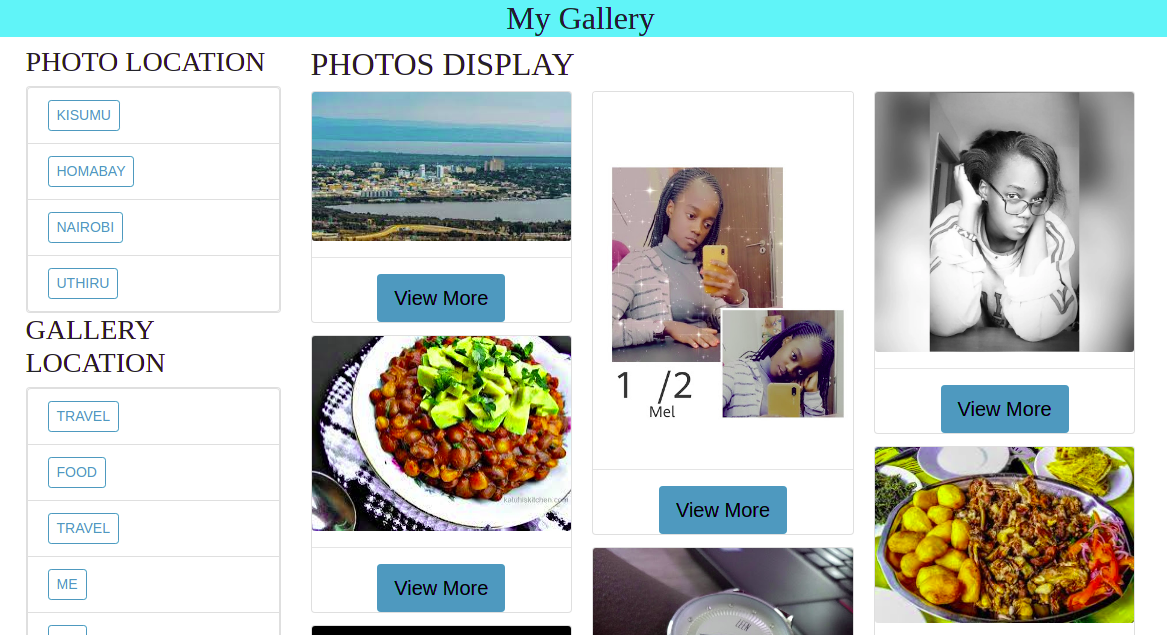 My Gallery
PHOTO LOCATION
KISUMU
HOMABAY
NAIROBI
UTHIRU
GALLERY
LOCATION
TRAVEL
FOOD
TRAVEL
ME
PHOTOS DISPLAY
View More
kaluhiskitchen.com
View More
1 /2
Mel
View More
View More